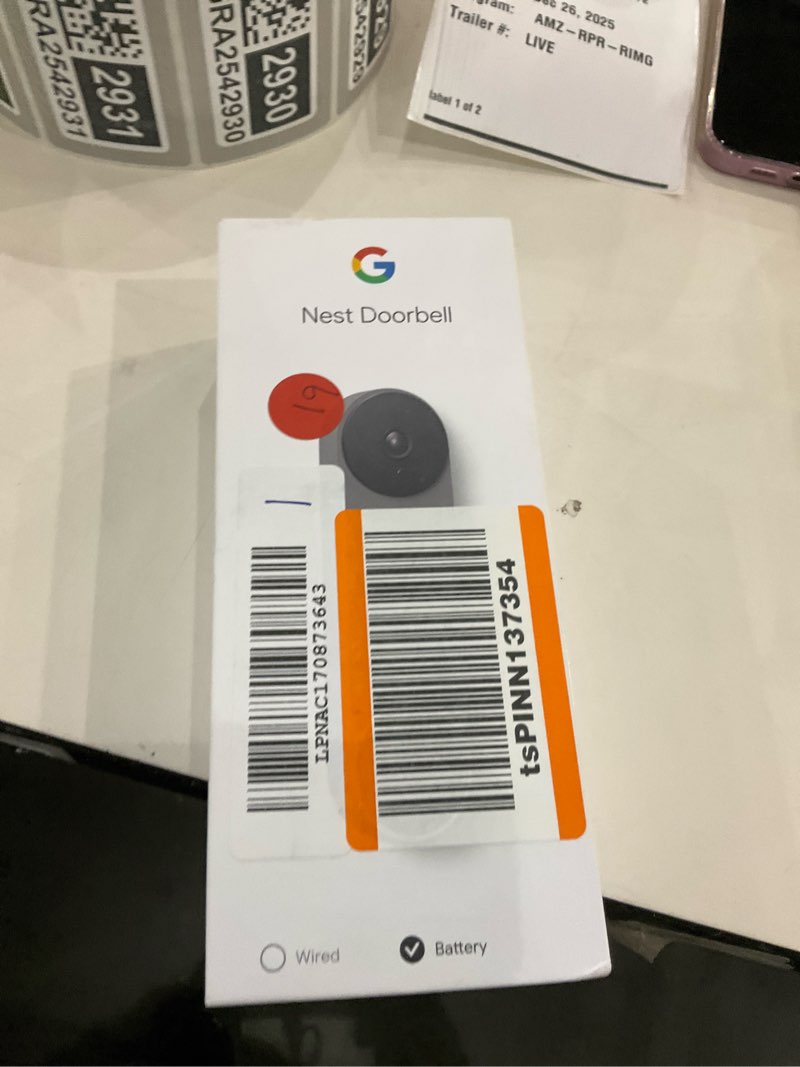 RA2542931
2931
RA2542930
2930
Dec 26, 2025
AMZ-RPR-RIMG
Trailer #: LIVE
label 1 of 2
G
Nest Doorbell
19
LPNAC170873643
tsPINN137354
Wired
Battery